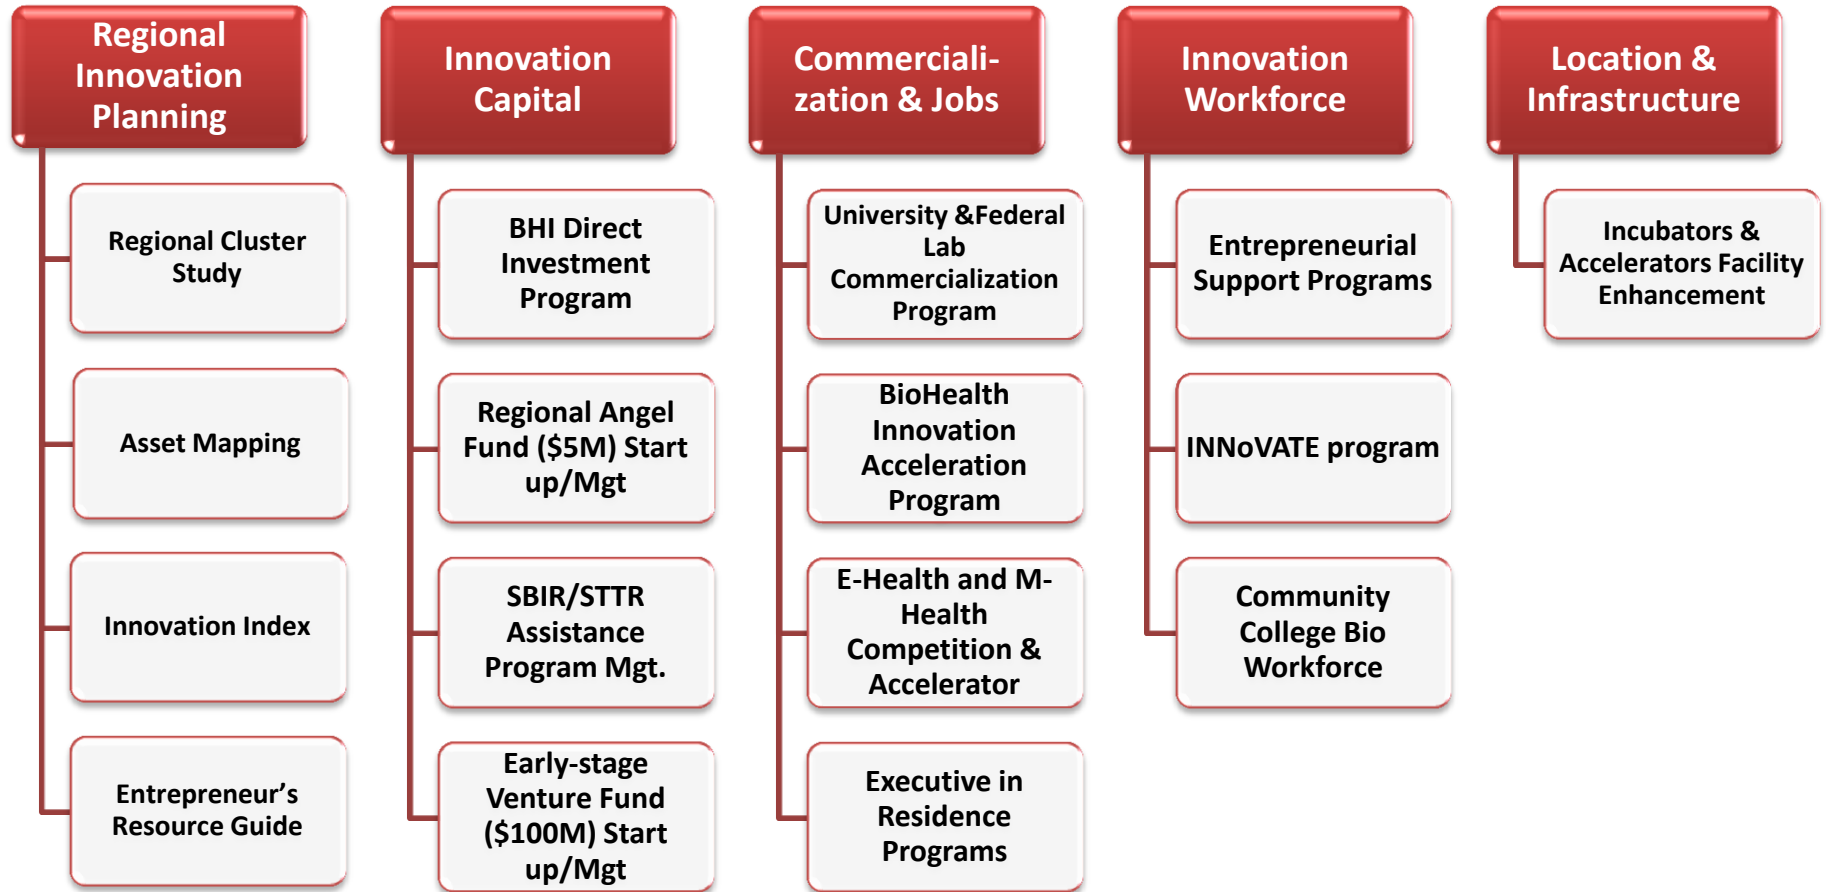 Regional
Innovation
Planning
Regional Cluster
Study
Asset Mapping
Innovation Index
Entrepreneur’s
Resource Guide
Innovation
Capital
BHI Direct
Investment
Program
Regional Angel
Fund ($5M) Start
up/Mgt
SBIR/STTR
Assistance
Program Mgt.
Early-stage
Venture Fund
($100M) Start
up/Mgt
Commerciali-
zation & Jobs
University &Federal
Lab
Commercialization
Program
BioHealth
Innovation
Acceleration
Program
E-Health and M-
Health
Competition &
Accelerator
Executive in
Residence
Programs
Innovation
Workforce
Entrepreneurial
Support Programs
INNoVATE program
Community
College Bio
Workforce
Location &
Infrastructure
Incubators &
Accelerators Facility
Enhancement